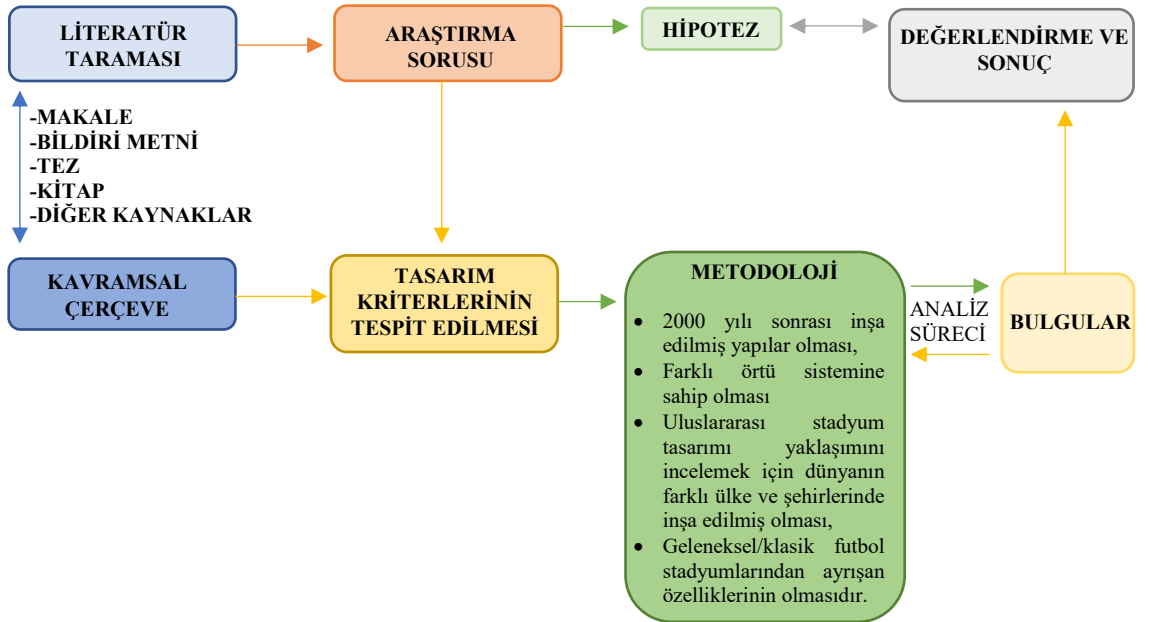 LİTERATÜR
TARAMASI
ARAŞTIRMA
SORUSU
HİPOTEZ
DEĞERLENDİRME VE
SONUÇ
-MAKALE
-BİLDİRİ METNİ
-TEZ
-KİTAP
-DİĞER KAYNAKLAR
KAVRAMSAL
ÇERÇEVE
TASARIM
KRİTERLERİNİN
TESPİT EDİLMESİ
METODOLOJİ
• 2000 yılı sonrası inşa
edilmiş yapılar olması,
• Farklı örtü sistemine
sahip olması
• Uluslararası stadyum
tasarımı yaklaşımını
incelemek için dünyanın
farklı ülke ve şehirlerinde
inşa edilmiş olması,
• Geleneksel/klasik futbol
stadyumlarından ayrışan
özelliklerinin olmasıdır.
ANALİZ
SÜRECİ
BULGULAR